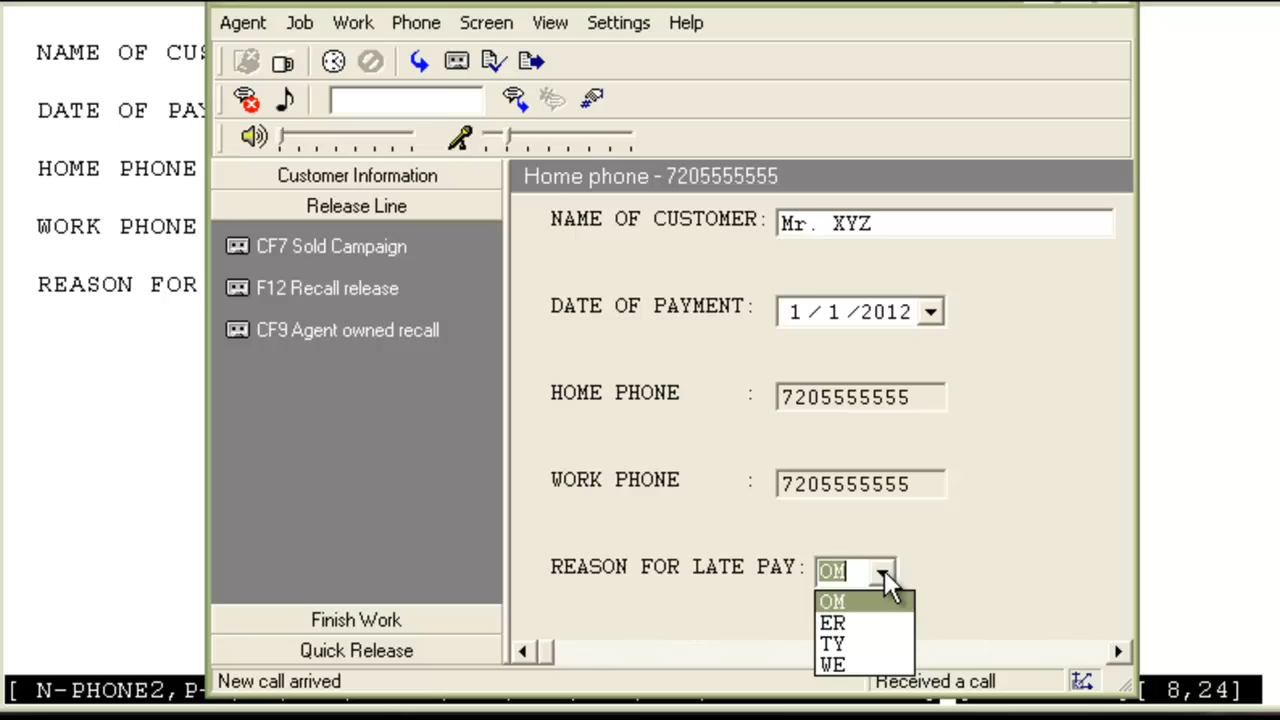 Agent Job Work Phone Screen View Settings Help
NAME OF CUS
DATE OF PAY
HOME PHONE
WORK PHONE
REASON FOR
Customer Information
Release Line
CF7 Sold Campaign
F12 Recall release
CF9 Agent owned recall
Finish Work
Quick Release
Home phone - 7205555555
NAME OF CUSTOMER: Mr. XYZ
DATE OF PAYMENT: 1 / 1 /2012
HOME PHONE : 7205555555
WORK PHONE : 7205555555
REASON FOR LATE PAY: OM
OM
ER
TY
WE
New call arrived Received a call
[ N-PHONE2,P- [ 8,24]